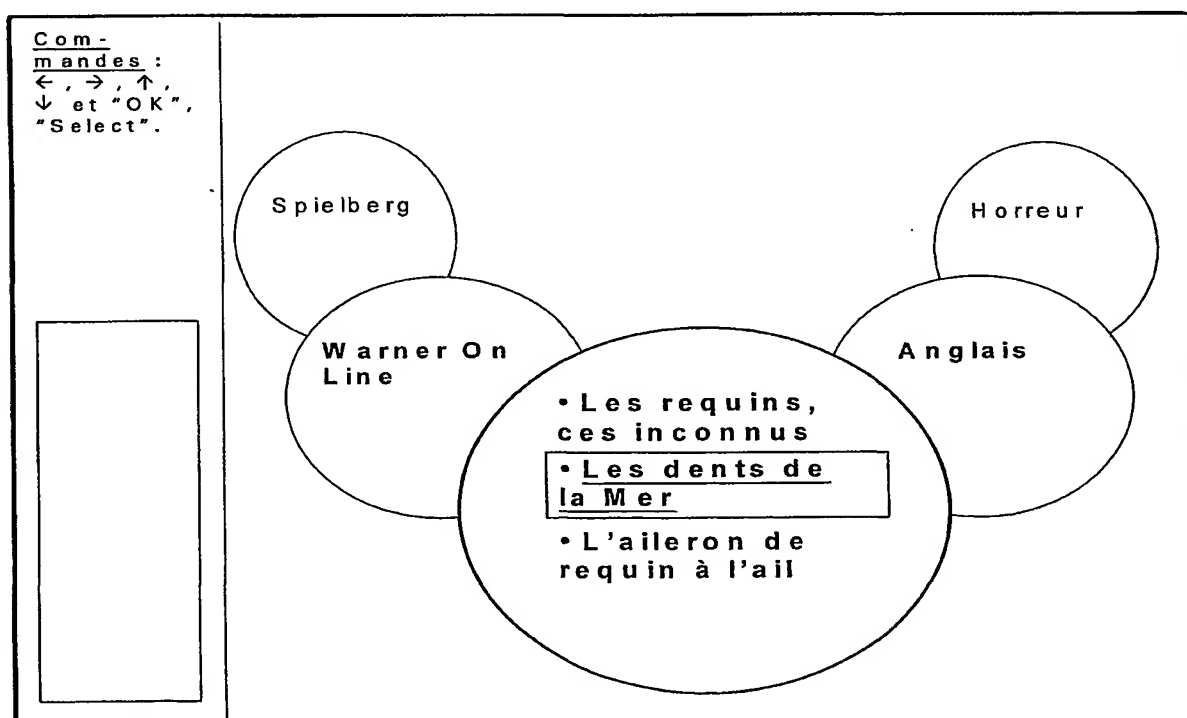 Com-
mandes :
←, →, ↑,
↓ et "OK",
"Select".
Spielberg
Horreur
Warner On
Line
Anglais
• Les requins,
ces inconnus
• Les dents de
la Mer
• L'aileron de
requin à l'ail